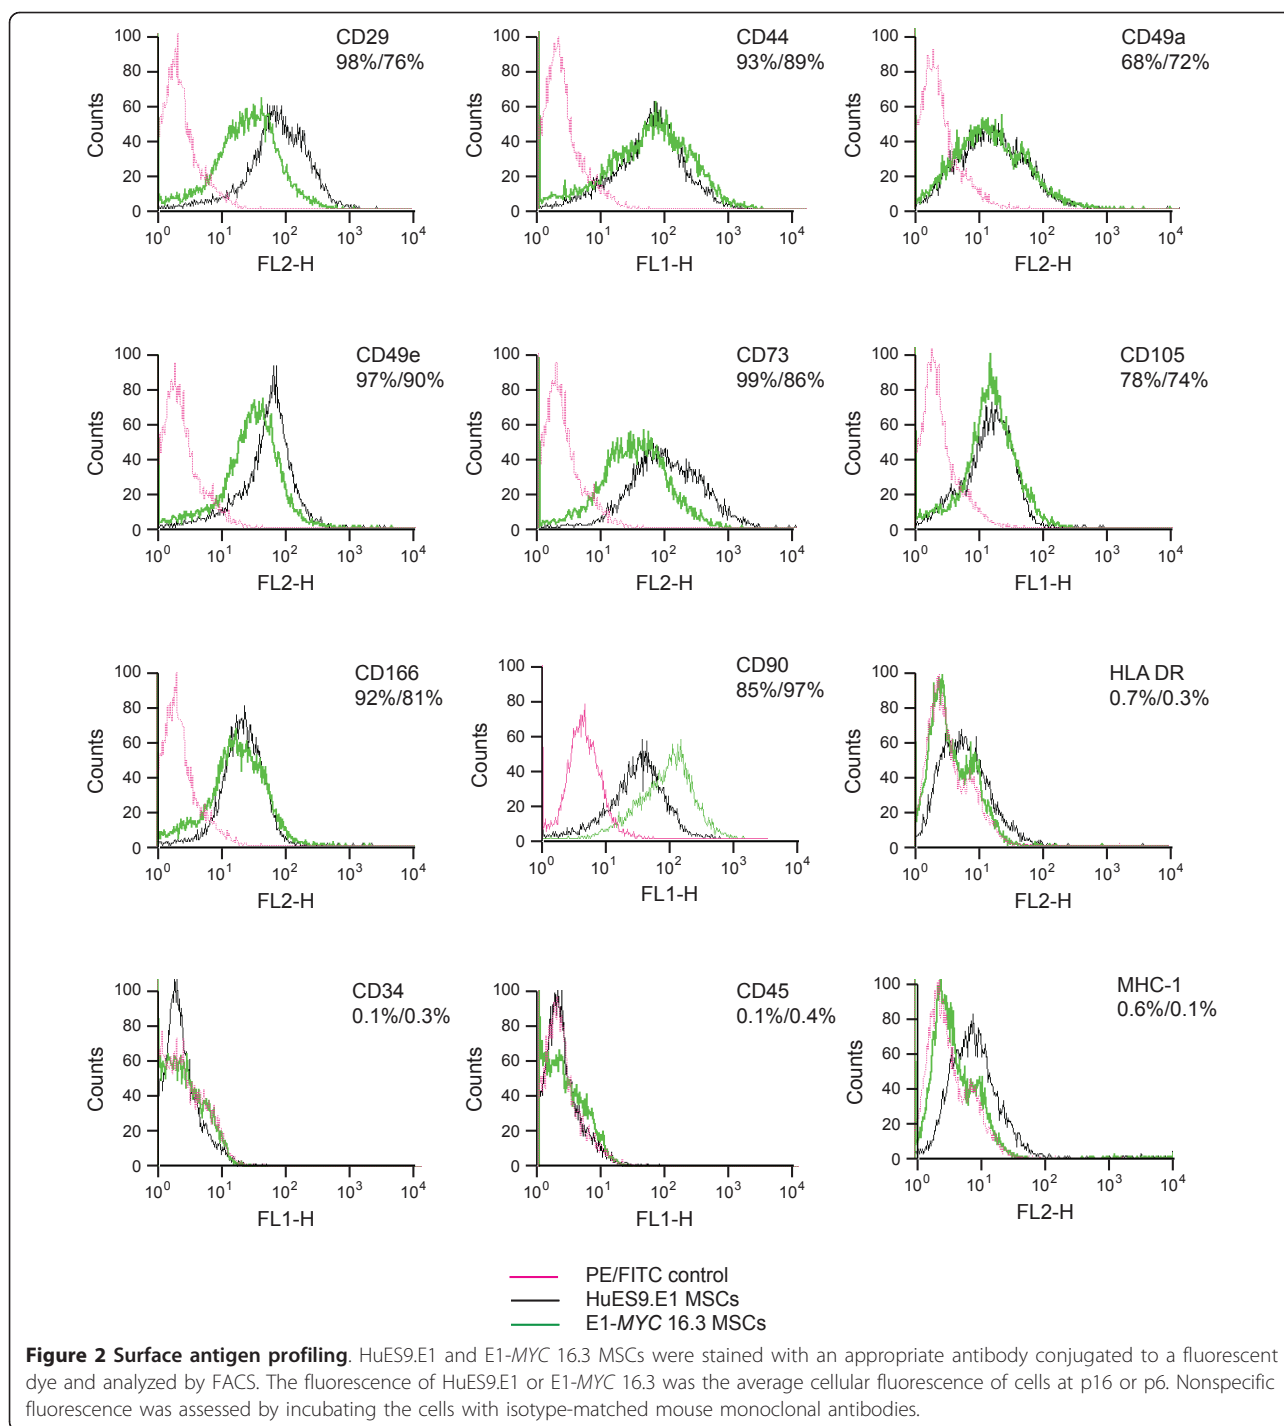 CD29
98%/76%
100
80
60
40
20
0
Counts
10^0 10^1 10^2 10^3 10^4
FL2-H
CD44
93%/89%
100
80
60
40
20
0
Counts
10^0 10^1 10^2 10^3 10^4
FL1-H
CD49a
68%/72%
100
80
60
40
20
0
Counts
10^0 10^1 10^2 10^3 10^4
FL2-H
CD49e
97%/90%
100
80
60
40
20
0
Counts
10^0 10^1 10^2 10^3 10^4
FL2-H
CD73
99%/86%
100
80
60
40
20
0
Counts
10^0 10^1 10^2 10^3 10^4
FL2-H
CD105
78%/74%
100
80
60
40
20
0
Counts
10^0 10^1 10^2 10^3 10^4
FL1-H
CD166
92%/81%
100
80
60
40
20
0
Counts
10^0 10^1 10^2 10^3 10^4
FL2-H
CD90
85%/97%
100
80
60
40
20
0
Counts
10^0 10^1 10^2 10^3 10^4
FL1-H
HLA DR
0.7%/0.3%
100
80
60
40
20
0
Counts
10^0 10^1 10^2 10^3 10^4
FL2-H
CD34
0.1%/0.3%
100
80
60
40
20
0
Counts
10^0 10^1 10^2 10^3 10^4
FL1-H
CD45
0.1%/0.4%
100
80
60
40
20
0
Counts
10^0 10^1 10^2 10^3 10^4
FL1-H
MHC-1
0.6%/0.1%
100
80
60
40
20
0
Counts
10^0 10^1 10^2 10^3 10^4
FL2-H
PE/FITC control
HuES9.E1 MSCs
E1-MYC 16.3 MSCs
Figure 2 Surface antigen profiling. HuES9.E1 and E1-MYC 16.3 MSCs were stained with an appropriate antibody conjugated to a fluorescent
dye and analyzed by FACS. The fluorescence of HuES9.E1 or E1-MYC 16.3 was the average cellular fluorescence of cells at p16 or p6. Nonspecific
fluorescence was assessed by incubating the cells with isotype-matched mouse monoclonal antibodies.